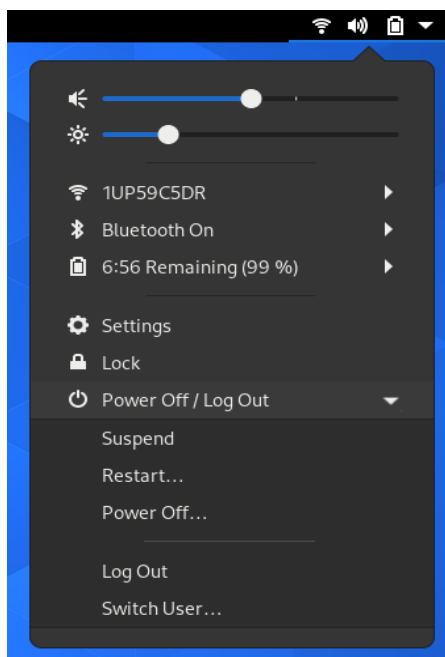 1UP59C5DR
Bluetooth On
6:56 Remaining (99 %)
Settings
Lock
Power Off / Log Out
Suspend
Restart…
Power Off…
Log Out
Switch User…